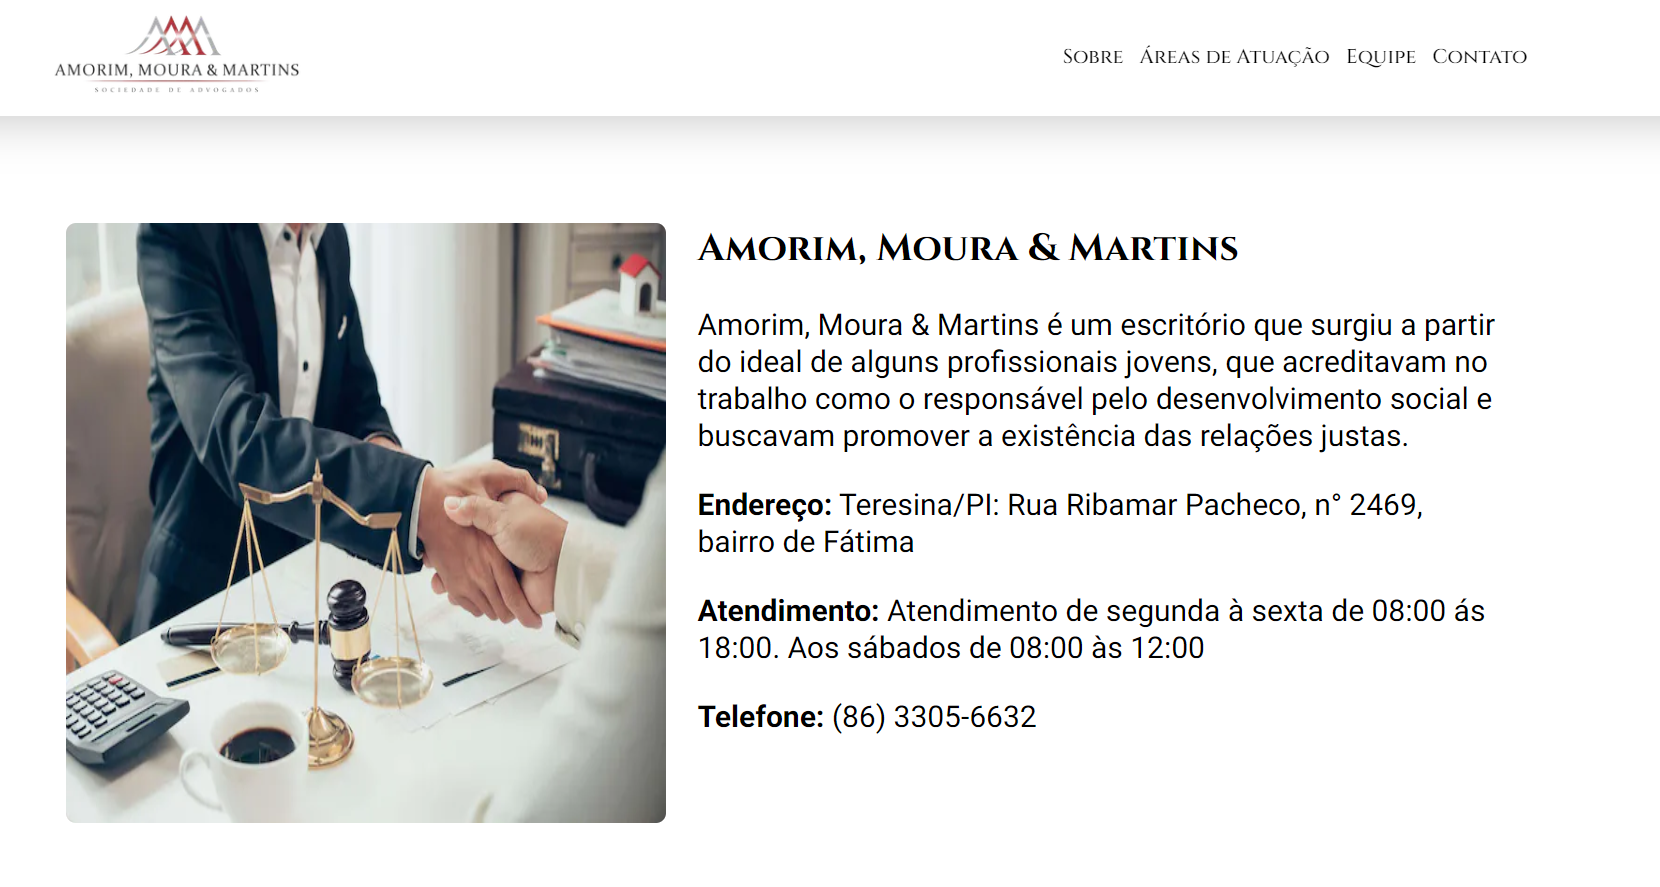 AMORIM, MOURA & MARTINS
SOCIEDADE DE ADVOGADOS
Sobre Áreas de Atuação Equipe Contato
Amorim, Moura & Martins
Amorim, Moura & Martins é um escritório que surgiu a partir
do ideal de alguns profissionais jovens, que acreditavam no
trabalho como o responsável pelo desenvolvimento social e
buscavam promover a existência das relações justas.
Endereço: Teresina/PI: Rua Ribamar Pacheco, n° 2469,
bairro de Fátima
Atendimento: Atendimento de segunda à sexta de 08:00 ás
18:00. Aos sábados de 08:00 às 12:00
Telefone: (86) 3305-6632